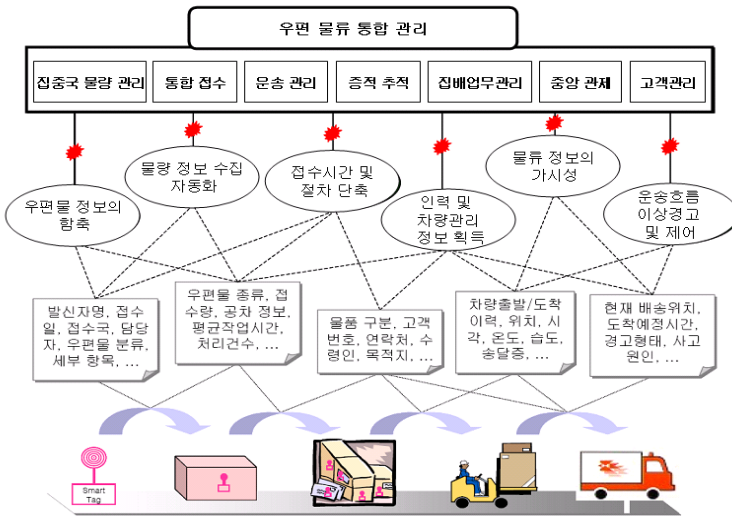 우편 물류 통합 관리
집중국 물량 관리
통합 접수
운송 관리
증적 추적
집배업무관리
중앙 관제
고객관리
우편물 정보의
함축
물량 정보 수집
자동화
접수시간 및
절차 단축
인력 및
차량관리
정보 획득
물류 정보의
가시성
운송흐름
이상경고
및 제어
발신자명, 접수
일, 접수국, 담당
자, 우편물 분류,
세부 항목, ...
우편물 종류, 접
수량, 공차 정보,
평균작업시간,
처리건수, ...
물품 구분, 고객
번호, 연락처, 수
령인, 목적지, ...
차량출발/도착
이력, 위치, 시
각, 온도, 습도,
송달증, ...
현재 배송위치,
도착예정시간,
경고형태, 사고
원인, ...
Smart
Tag